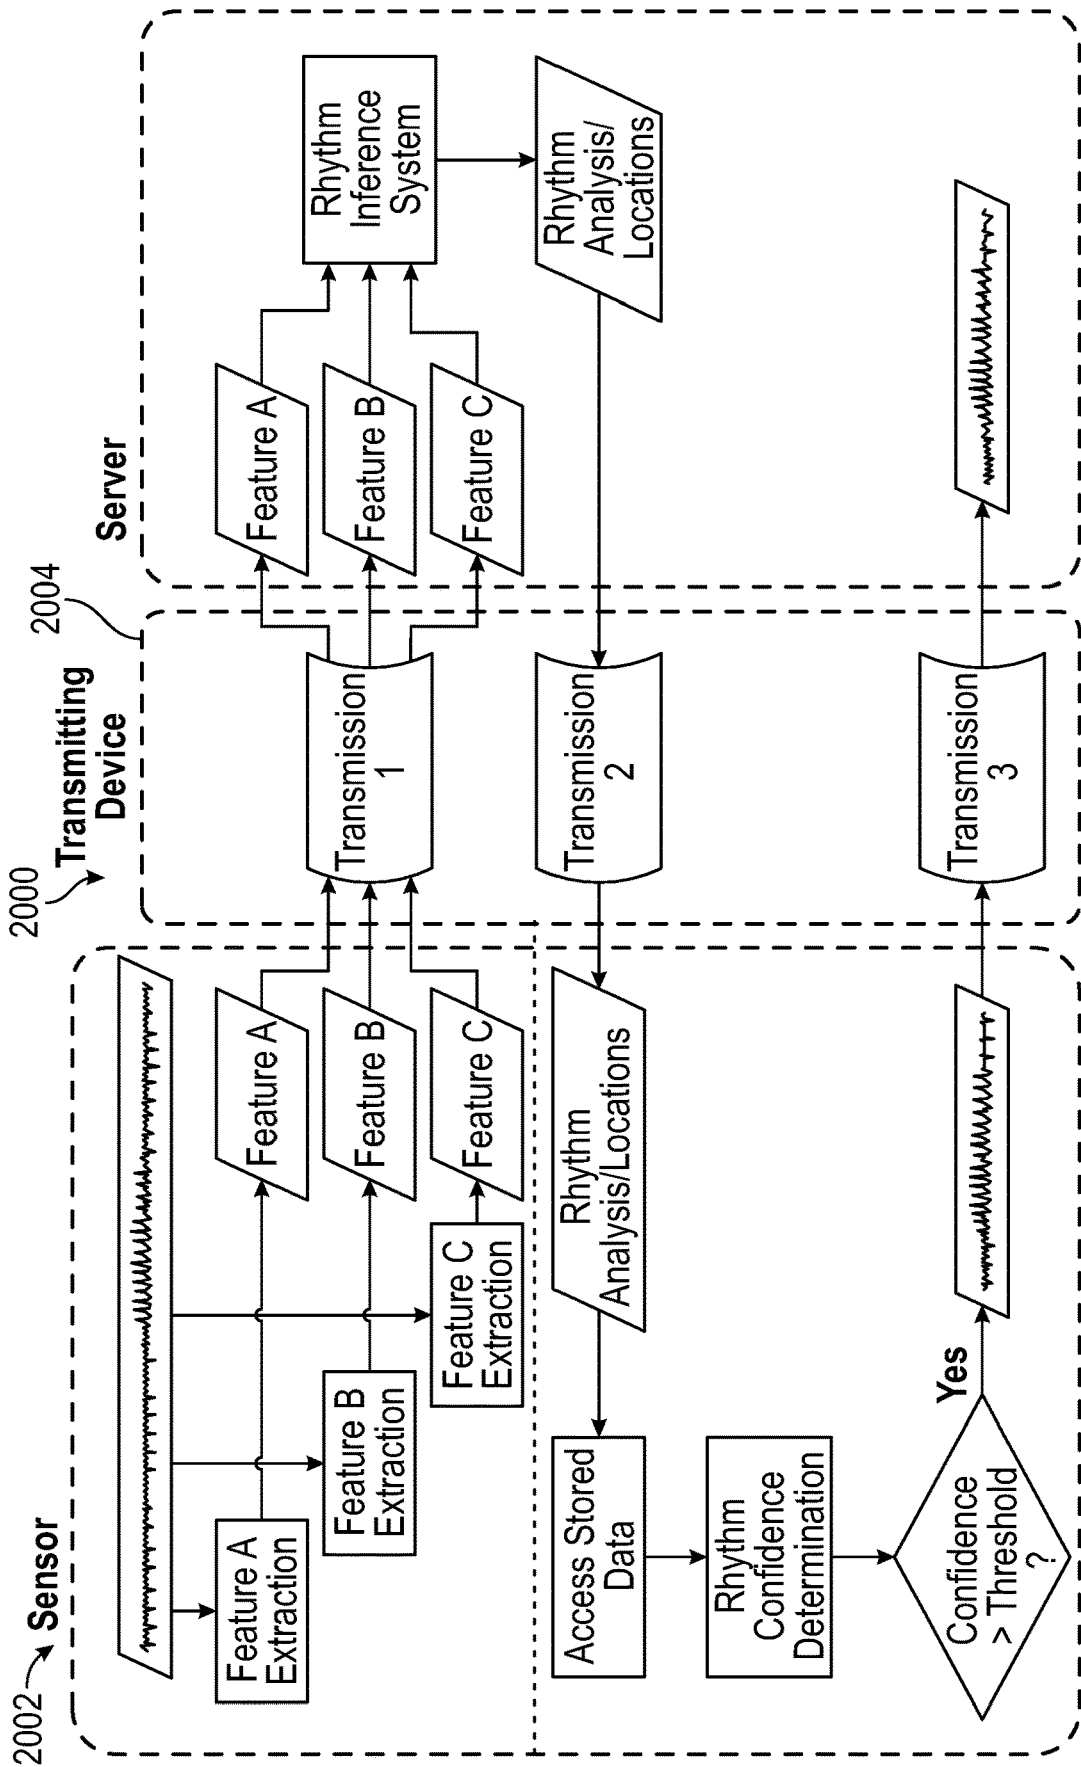 2000
2002
Sensor
Transmitting
Device
2004
Server
Feature A
Extraction
Feature B
Extraction
Feature C
Extraction
Feature A
Feature B
Feature C
Transmission
1
Feature A
Feature B
Feature C
Rhythm
Inference
System
Rhythm
Analysis/
Locations
Transmission
2
Rhythm
Analysis/Locations
Access Stored
Data
Rhythm
Confidence
Determination
Confidence
> Threshold
?
Yes
Transmission
3